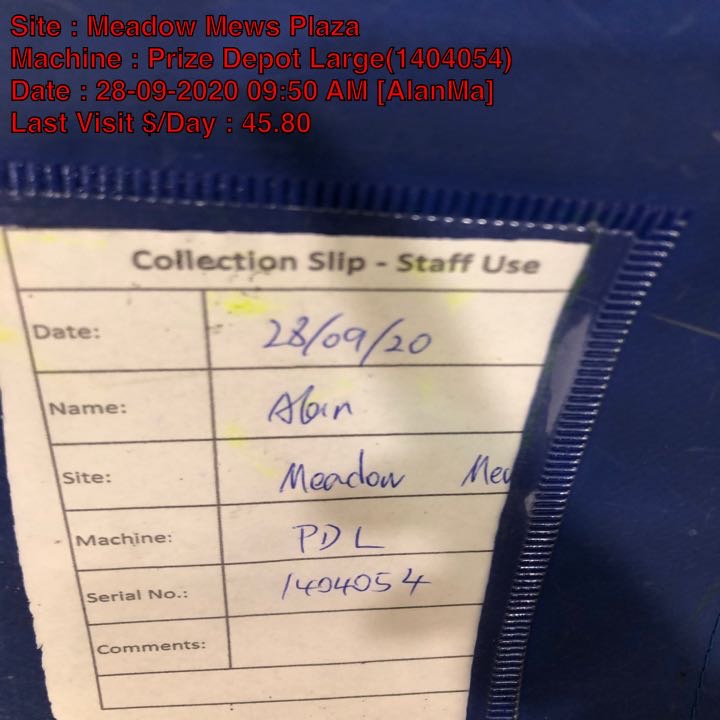 Site : Meadow Mews Plaza
Machine : Prize Depot Large(1404054)
Date : 28-09-2020 09:50 AM [AlanMa]
Last Visit $/Day : 45.80
Collection Slip - Staff Use
Date: 28/09/20
Name: Alan
Site: Meadow Mew
Machine: PDL
Serial No.: 1404054
Comments: